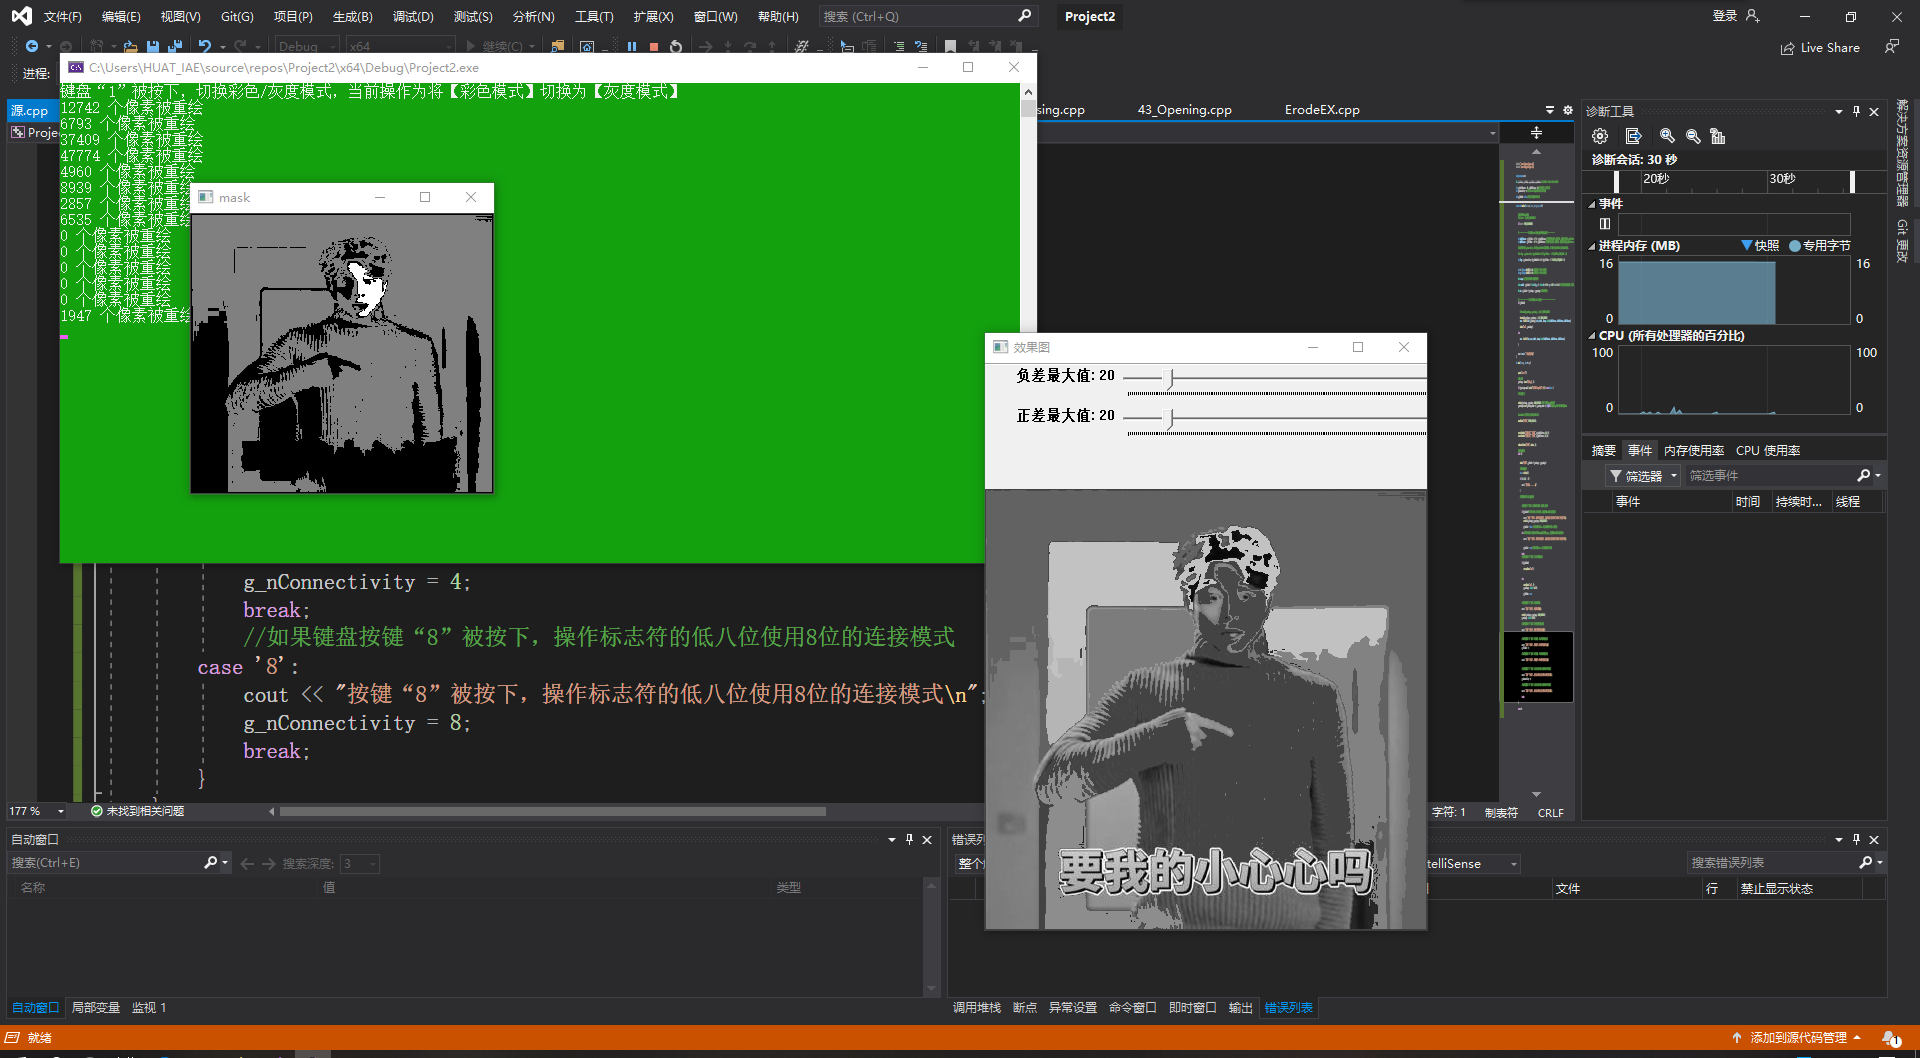 文件(F) 编辑(E) 视图(V) Git(G) 项目(P) 生成(B) 调试(D) 测试(S) 分析(N) 工具(T) 扩展(X) 窗口(W) 帮助(H) 搜索 (Ctrl+Q) Project2 登录
Debug x64 继续(C) Live Share
进程: C:\Users\HUAT_IAE\source\repos\Project2\x64\Debug\Project2.exe
键盘“1”被按下，切换彩色/灰度模式，当前操作为将【彩色模式】切换为【灰度模式】
12742 个像素被重绘
6793 个像素被重绘
37409 个像素被重绘
47774 个像素被重绘
4960 个像素被重绘
8939 个像素被重绘
2857 个像素被重绘
6535 个像素被重绘
0 个像素被重绘
0 个像素被重绘
0 个像素被重绘
0 个像素被重绘
0 个像素被重绘
1947 个像素被重绘
mask
源.cpp sing.cpp 43_Opening.cpp ErodeEX.cpp
Proje
效果图
负差最大值: 20
正差最大值: 20
要我的小心心吗
g_nConnectivity = 4;
break;
//如果键盘按键“8”被按下，操作标志符的低八位使用8位的连接模式
case '8':
cout << "按键“8”被按下，操作标志符的低八位使用8位的连接模式\n";
g_nConnectivity = 8;
break;
}
177 % 未找到相关问题 字符: 1 制表符 CRLF
诊断工具
诊断会话: 30 秒
20秒 30秒
事件
进程内存 (MB) 快照 专用字节
16 16
0 0
CPU (所有处理器的百分比)
100 100
0 0
摘要 事件 内存使用率 CPU 使用率
筛选器 筛选事件
事件 时间 持续时... 线程
解决方案资源管理器
Git 更改
自动窗口
搜索(Ctrl+E) 搜索深度: 3
名称 值 类型
自动窗口 局部变量 监视 1
错误列
整个 telliSense 搜索错误列表
文件 行 禁止显示状态
调用堆栈 断点 异常设置 命令窗口 即时窗口 输出 错误列表
就绪 添加到源代码管理 1